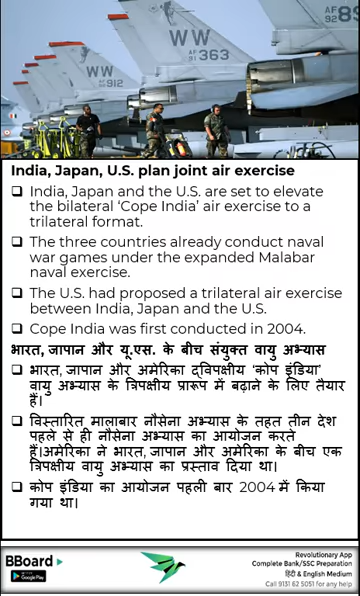 WW
AF
91 363
WW
AF 912
AF
92 89
India, Japan, U.S. plan joint air exercise
❑ India, Japan and the U.S. are set to elevate
the bilateral ‘Cope India’ air exercise to a
trilateral format.
❑ The three countries already conduct naval
war games under the expanded Malabar
naval exercise.
❑ The U.S. had proposed a trilateral air exercise
between India, Japan and the U.S.
❑ Cope India was first conducted in 2004.
भारत, जापान और यू.एस. के बीच संयुक्त वायु अभ्यास
❑ भारत, जापान और अमेरिका द्विपक्षीय ‘कोप इंडिया’
वायु अभ्यास के त्रिपक्षीय प्रारूप में बढ़ाने के लिए तैयार
हैं।
❑ विस्तारित मालाबार नौसेना अभ्यास के तहत तीन देश
पहले से ही नौसेना अभ्यास का आयोजन करते
हैं।अमेरिका ने भारत, जापान और अमेरिका के बीच एक
त्रिपक्षीय वायु अभ्यास का प्रस्ताव दिया था।
❑ कोप इंडिया का आयोजन पहली बार 2004 में किया
गया था।
BBoard
Google Play
Revolutionary App
Complete Bank/SSC Preparation
हिंदी & English Medium
Call 9131 62 5051 for any help